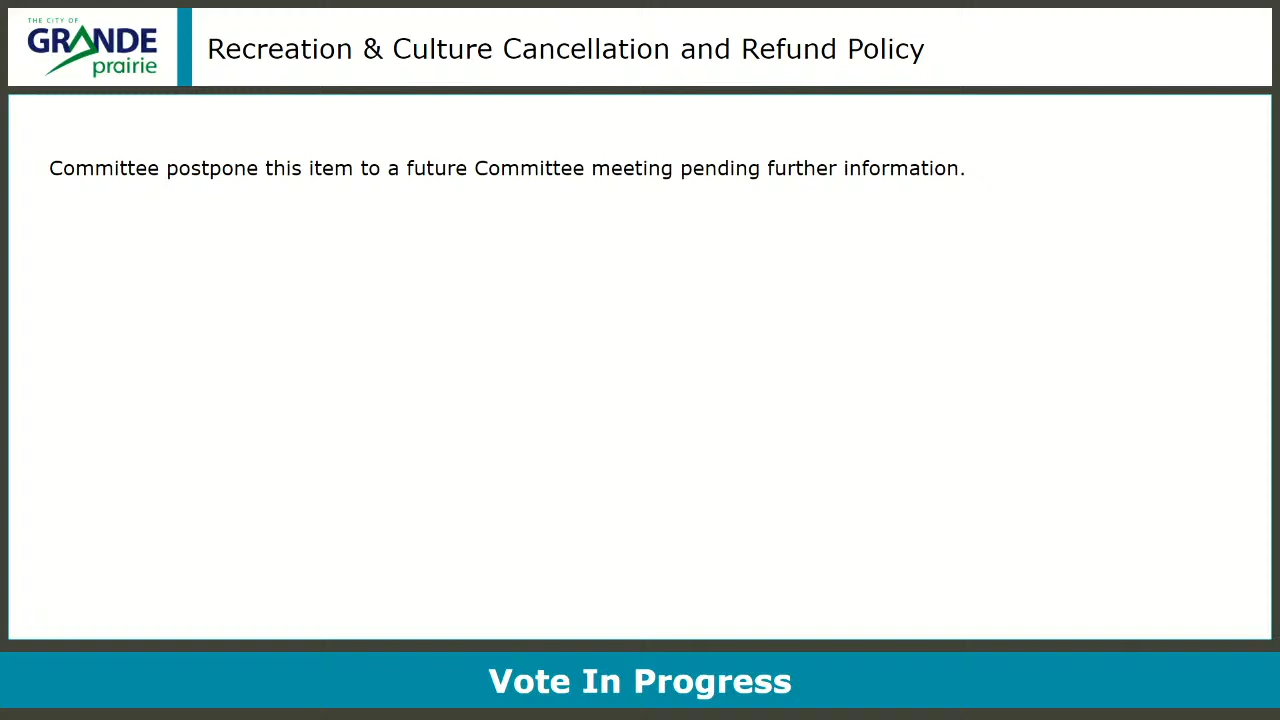 THE CITY OF
GRANDE
prairie
Recreation & Culture Cancellation and Refund Policy
Committee postpone this item to a future Committee meeting pending further information.
Vote In Progress